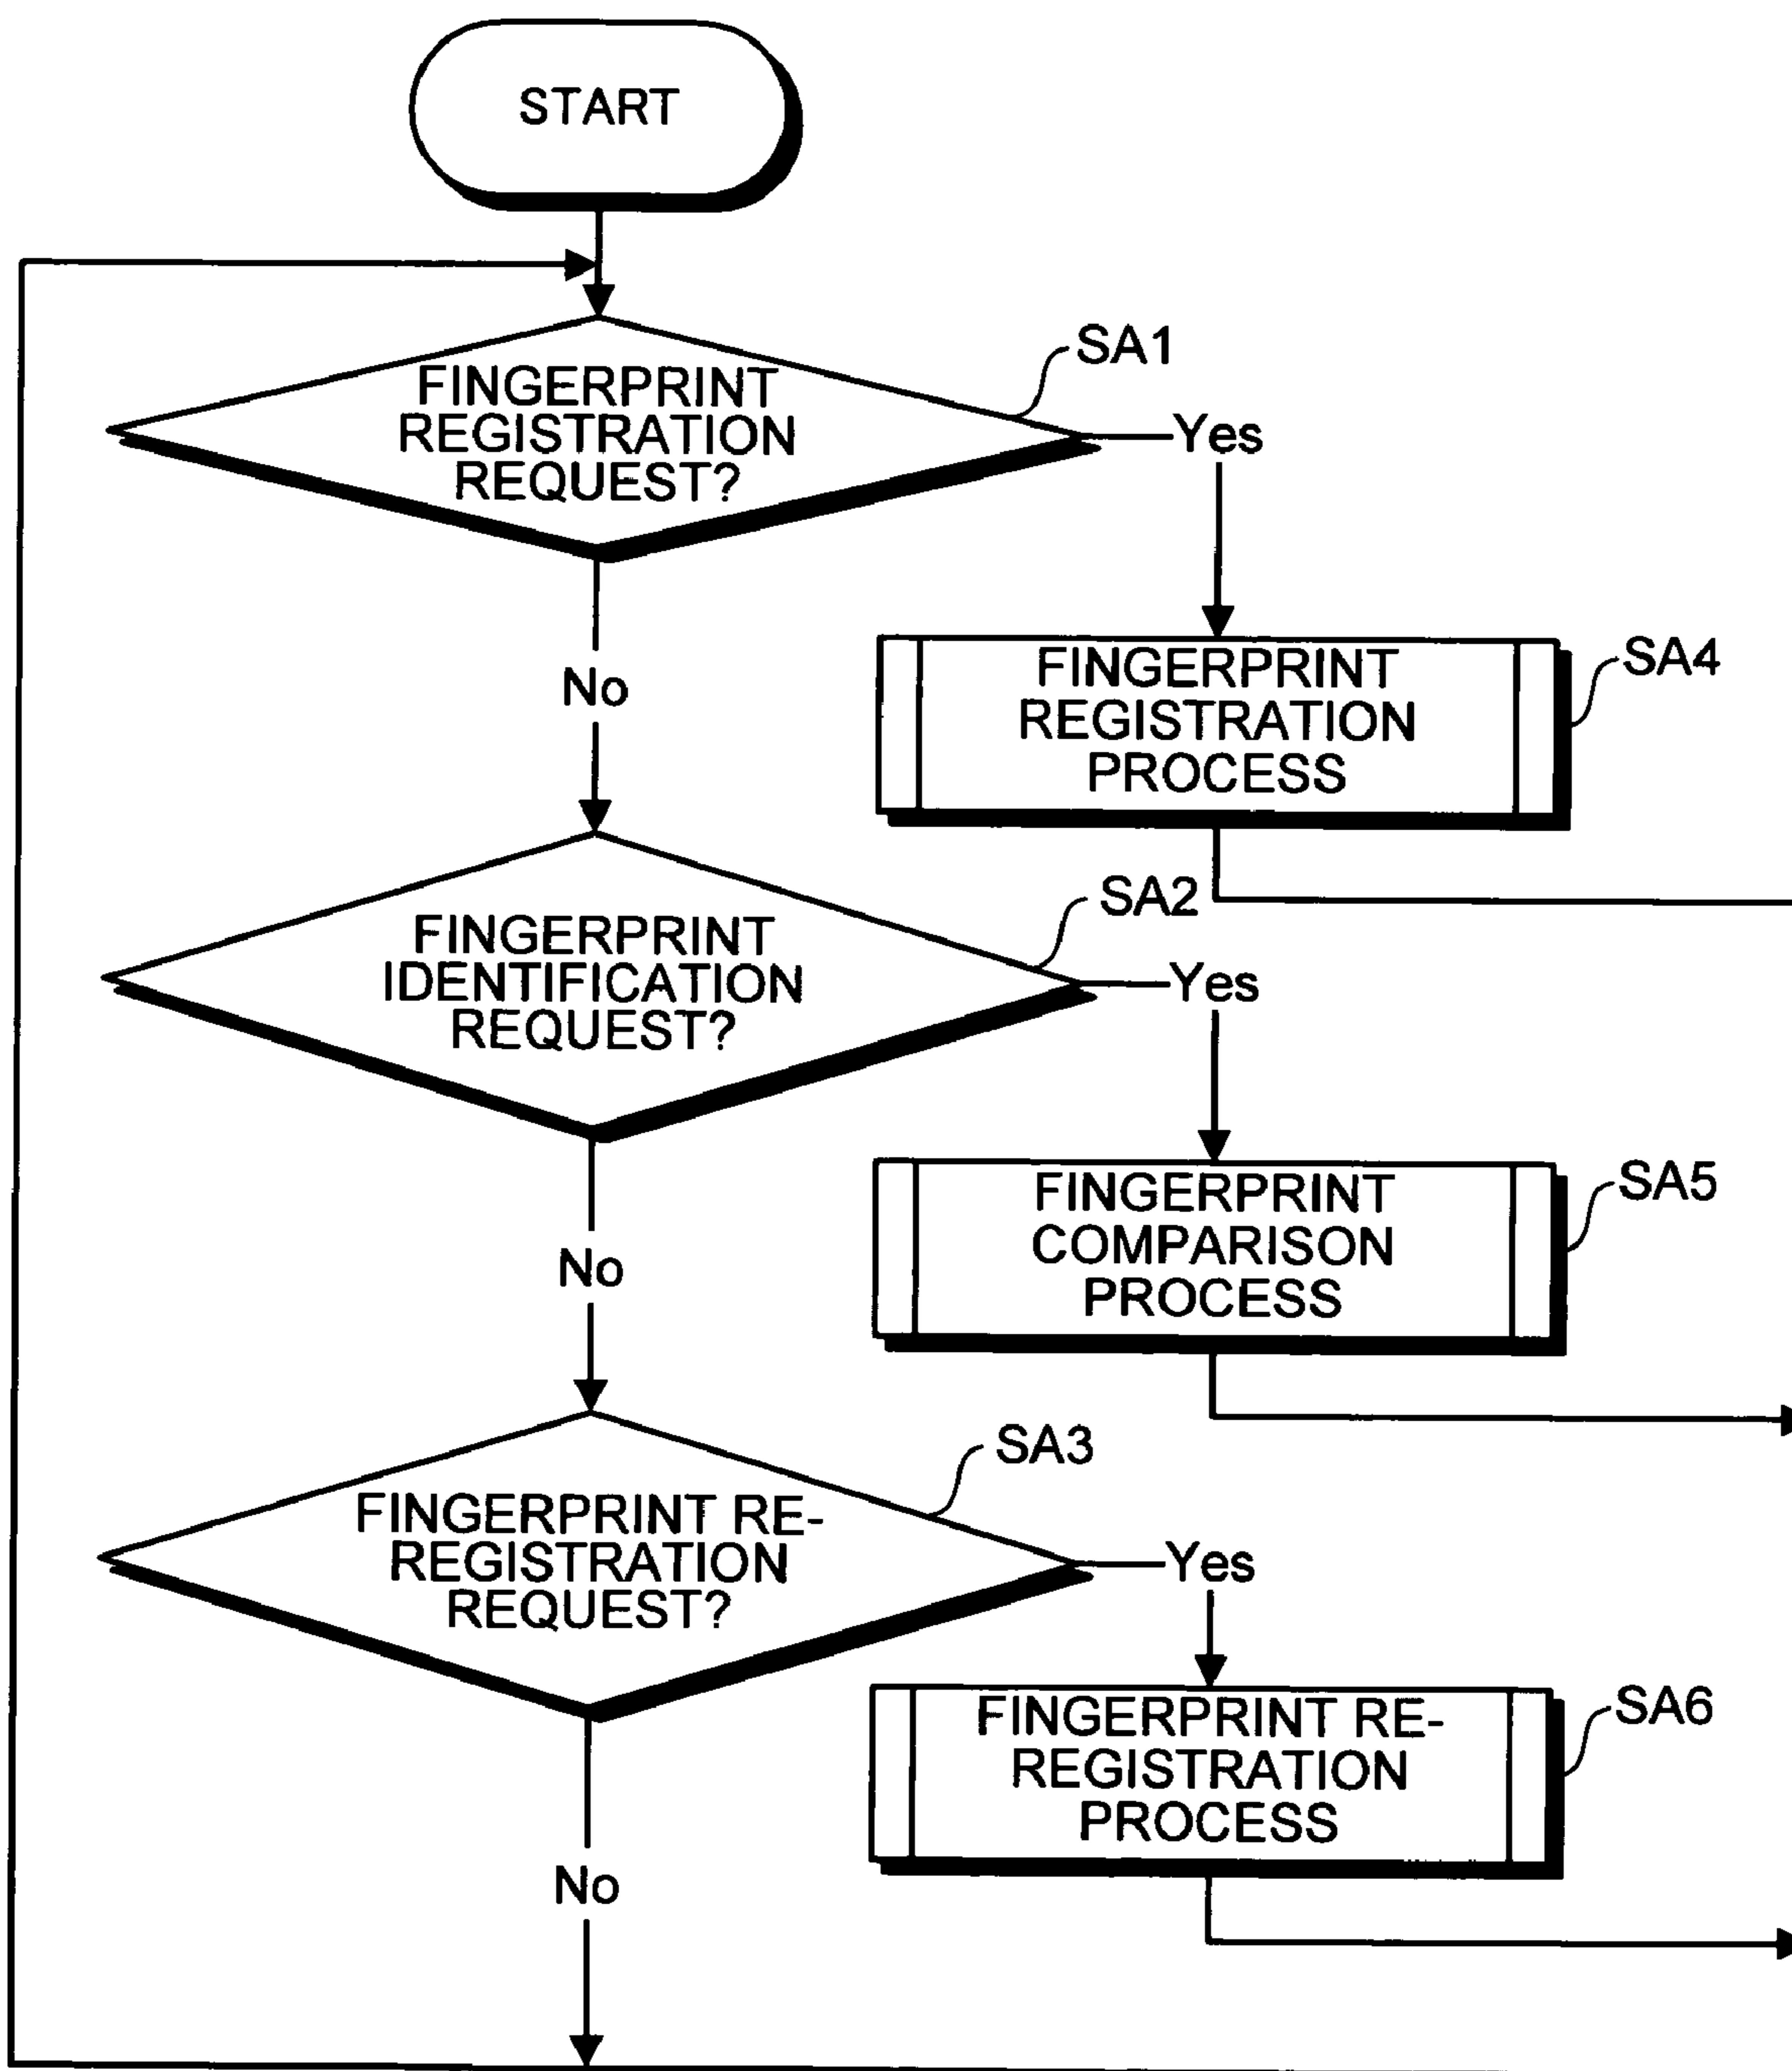 START
SA1
FINGERPRINT
REGISTRATION
REQUEST?
Yes
No
FINGERPRINT
REGISTRATION
PROCESS
SA4
SA2
FINGERPRINT
IDENTIFICATION
REQUEST?
Yes
No
FINGERPRINT
COMPARISON
PROCESS
SA5
SA3
FINGERPRINT RE-
REGISTRATION
REQUEST?
Yes
FINGERPRINT RE-
REGISTRATION
PROCESS
SA6
No